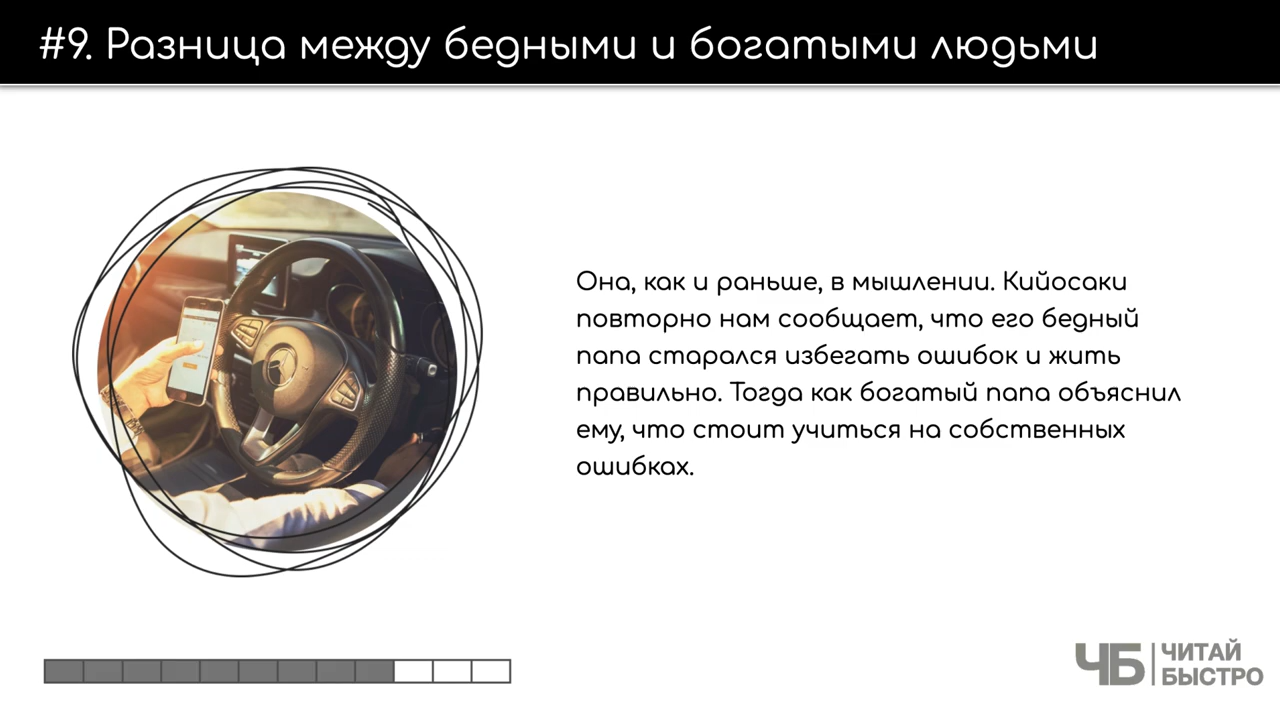 #9. Разница между бедными и богатыми людьми
Она, как и раньше, в мышлении. Кийосаки
повторно нам сообщает, что его бедный
папа старался избегать ошибок и жить
правильно. Тогда как богатый папа объяснил
ему, что стоит учиться на собственных
ошибках.
ЧБ ЧИТАЙ
БЫСТРО